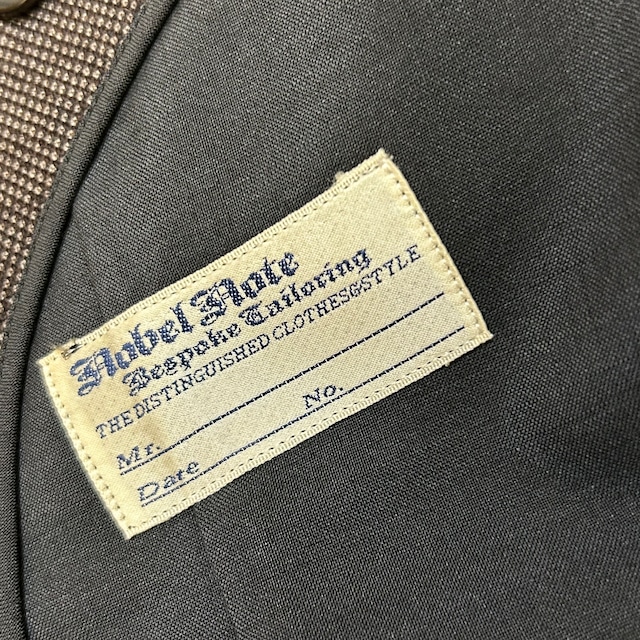 Nobel Note
Bespoke Tailoring
THE DISTINGUISHED CLOTHES&STYLE
Mr.
Date No.